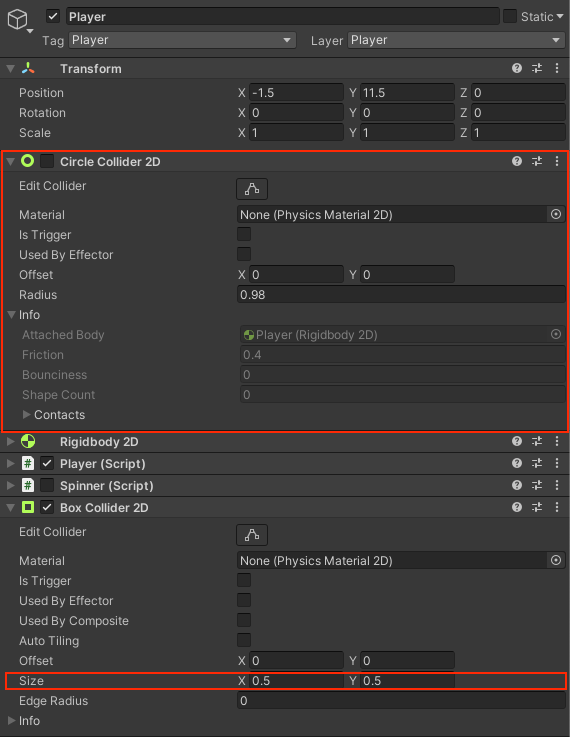 Player Static
Tag Player Layer Player
Transform
Position X -1.5 Y 11.5 Z 0
Rotation X 0 Y 0 Z 0
Scale X 1 Y 1 Z 1
Circle Collider 2D
Edit Collider
Material None (Physics Material 2D)
Is Trigger
Used By Effector
Offset X 0 Y 0
Radius 0.98
Info
Attached Body Player (Rigidbody 2D)
Friction 0.4
Bounciness 0
Shape Count 0
Contacts
Rigidbody 2D
# Player (Script)
# Spinner (Script)
Box Collider 2D
Edit Collider
Material None (Physics Material 2D)
Is Trigger
Used By Effector
Used By Composite
Auto Tiling
Offset X 0 Y 0
Size X 0.5 Y 0.5
Edge Radius 0
Info